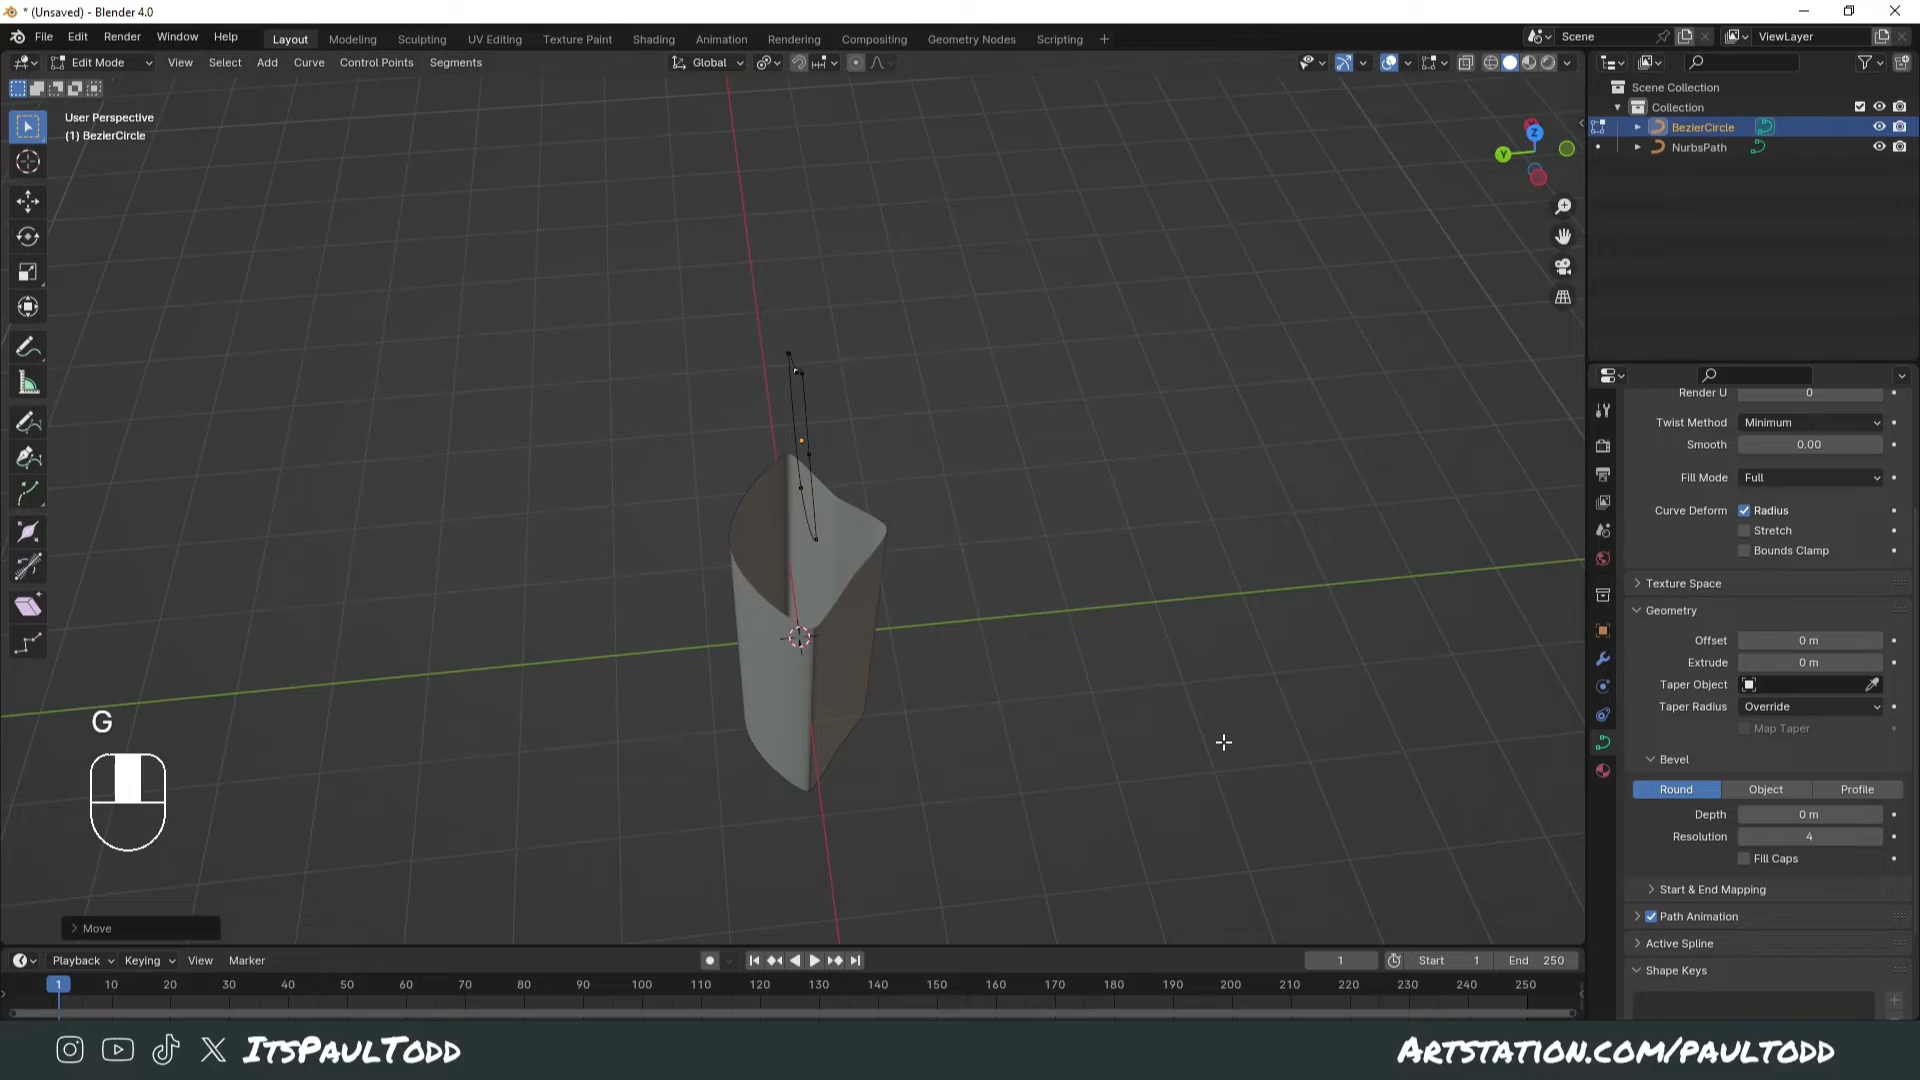 * (Unsaved) - Blender 4.0
File Edit Render Window Help
Layout Modeling Sculpting UV Editing Texture Paint Shading Animation Rendering Compositing Geometry Nodes Scripting +
Scene
ViewLayer
Edit Mode View Select Add Curve Control Points Segments
Global
User Perspective
(1) BezierCircle
Z
Y
Scene Collection
Collection
BezierCircle
NurbsPath
Render U 0
Twist Method Minimum
Smooth 0.00
Fill Mode Full
Curve Deform Radius
Stretch
Bounds Clamp
Texture Space
Geometry
Offset 0 m
Extrude 0 m
Taper Object
Taper Radius Override
Map Taper
Bevel
Round Object Profile
Depth 0 m
Resolution 4
Fill Caps
Start & End Mapping
Path Animation
Active Spline
Shape Keys
G
Move
Playback Keying View Marker
1 Start 1 End 250
1 10 20 30 40 50 60 70 80 90 100 110 120 130 140 150 160 170 180 190 200 210 220 230 240 250
ItsPaulTodd
Artstation.com/paultodd